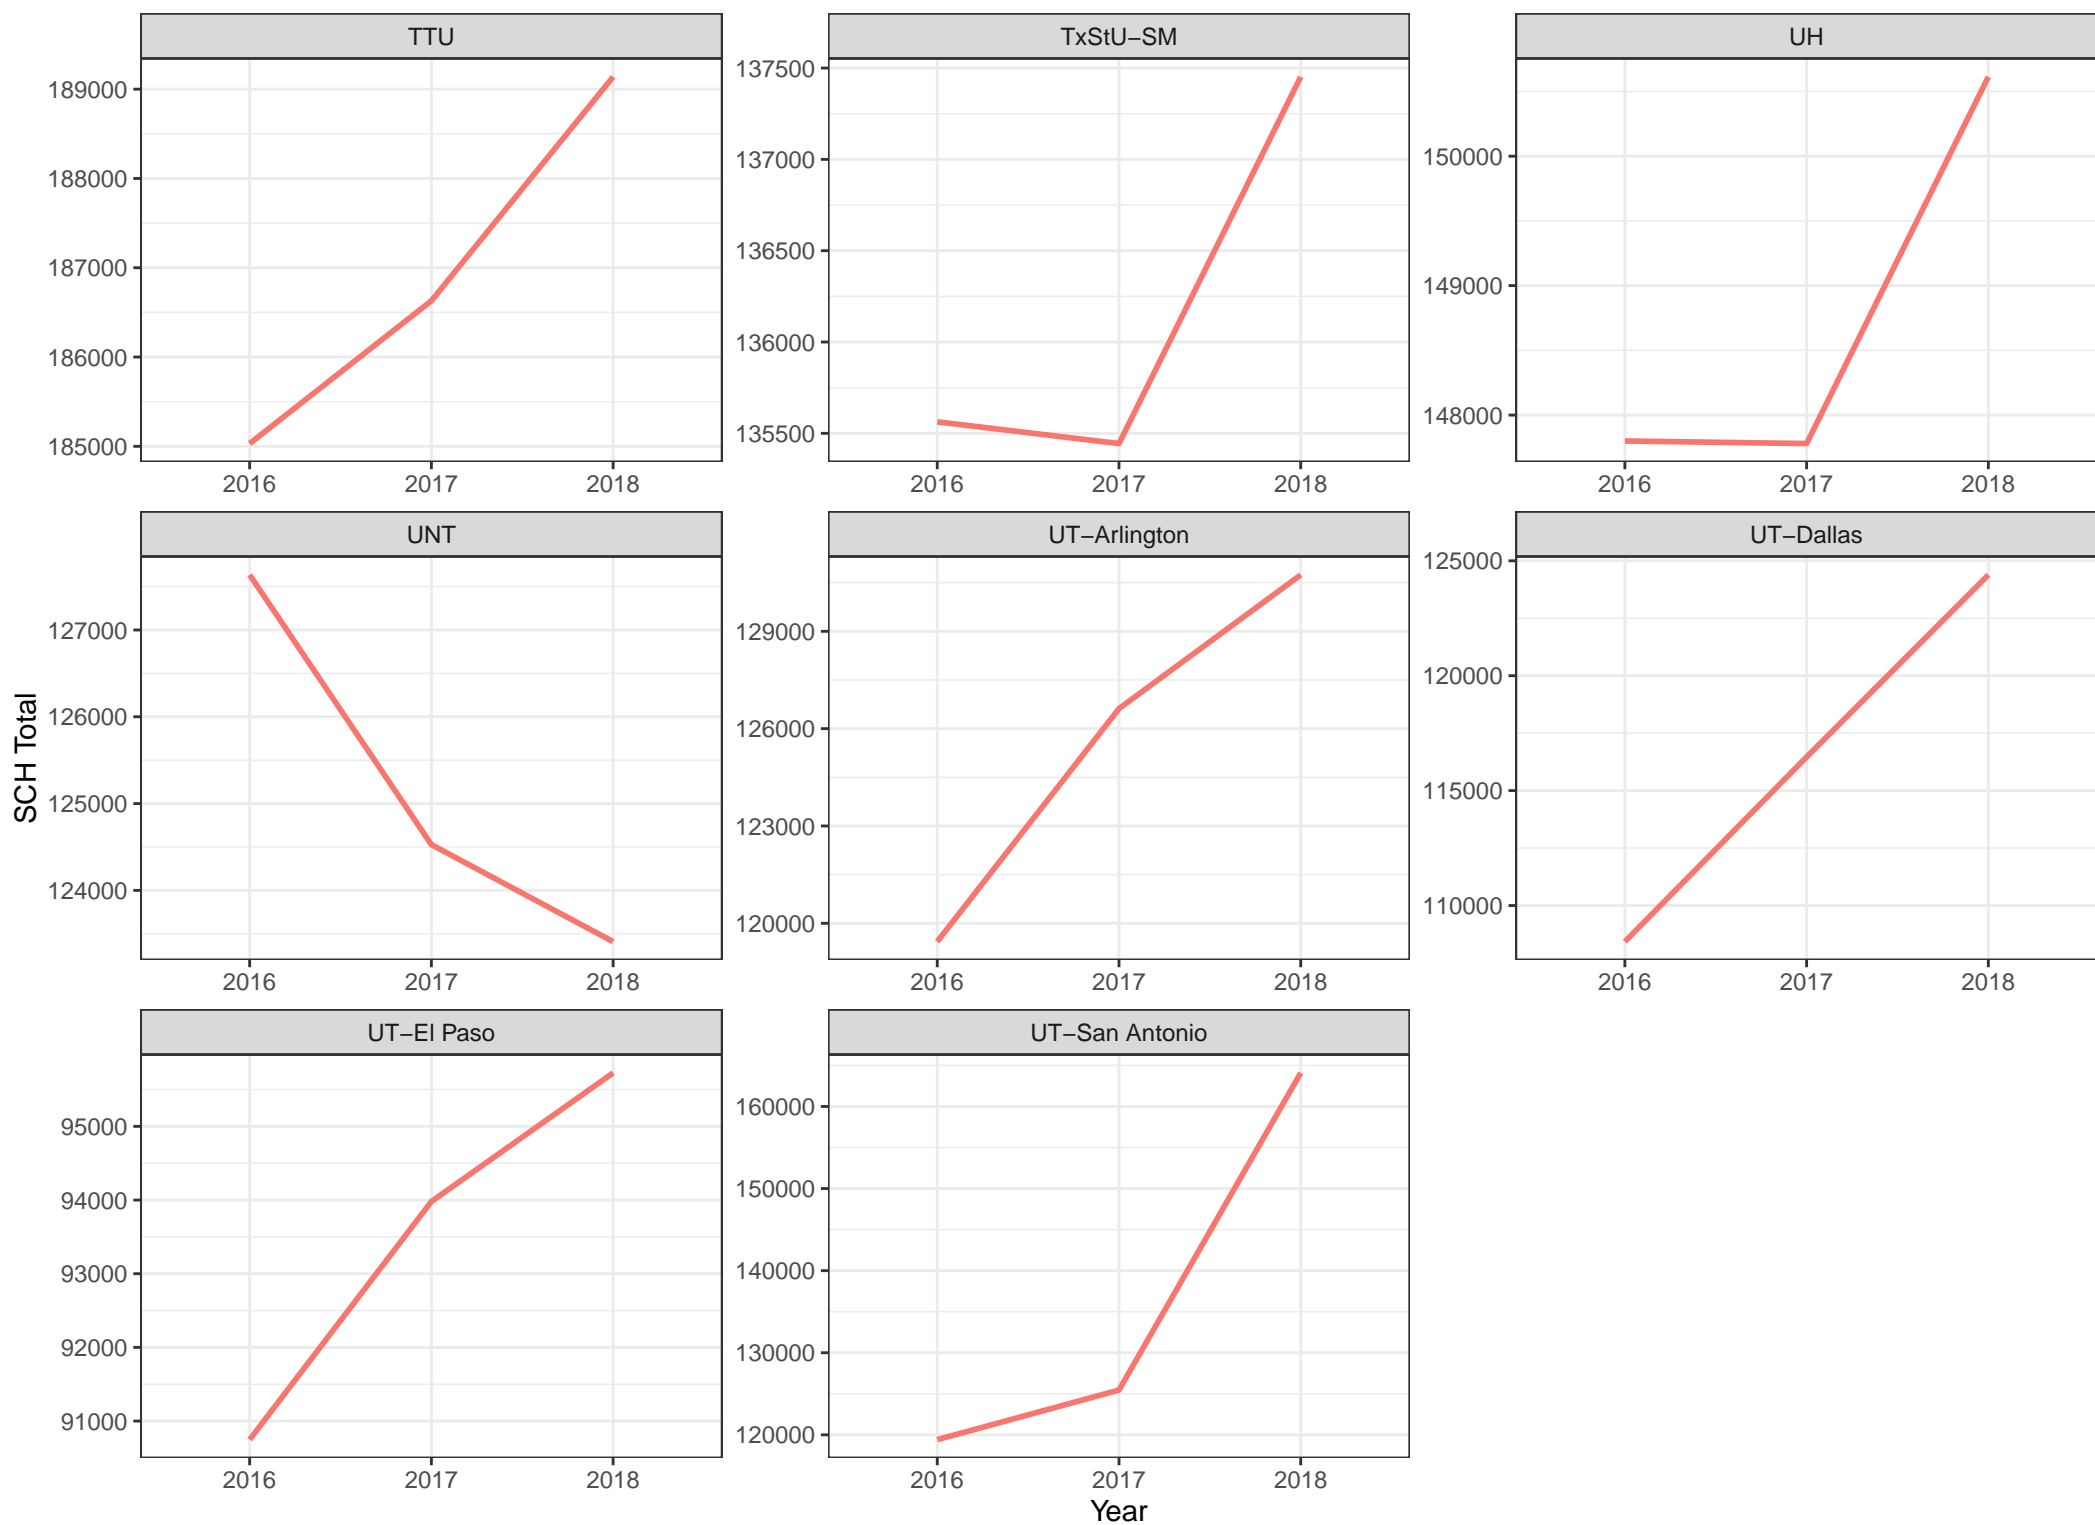 TTU
TxStU−SM
UH
189000
188000
187000
186000
185000
137500
137000
136500
136000
135500
150000
149000
148000
2016 2017 2018
2016 2017 2018
2016 2017 2018
UNT
UT−Arlington
UT−Dallas
127000
126000
125000
124000
129000
126000
123000
120000
125000
120000
115000
110000
2016 2017 2018
2016 2017 2018
2016 2017 2018
UT−El Paso
UT−San Antonio
95000
94000
93000
92000
91000
160000
150000
140000
130000
120000
2016 2017 2018
2016 2017 2018
SCH Total
Year